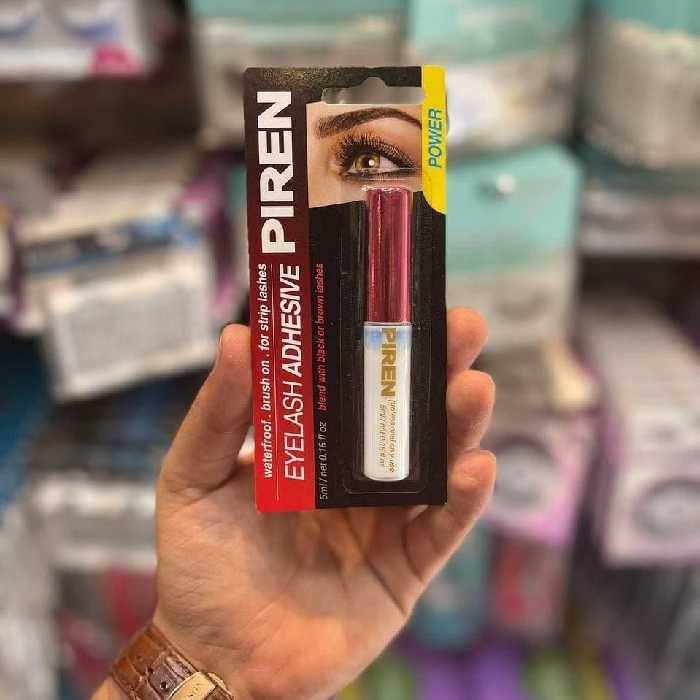 PIREN
POWER
waterfroof . brush on . for strip lashes
EYELASH ADHESIVE
5ml / net 0.16 fl oz
blend with black or brown lashes
PIREN